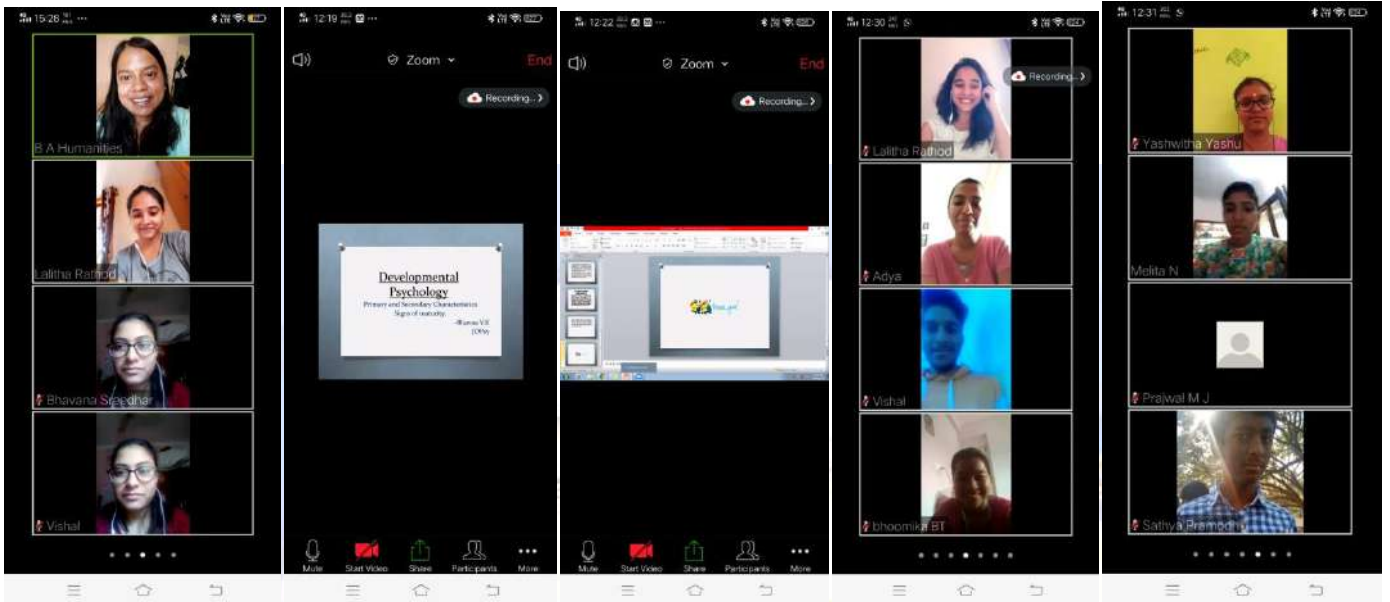 15:26
B A Humanities
Lalitha Rathod
Bhavana Sreedhar
Vishal
12:19
Zoom
End
Recording...
Developmental
Psychology
Primary and Secondary Characteristics
Signs of maturity.
Mute
Start Video
Share
Participants
More
12:22
Zoom
End
Recording...
Mute
Start Video
Share
Participants
More
12:30
Recording...
Lalitha Rathod
Adya
Vishal
bhoomika BT
12:31
Yashwitha Yashu
Melita N
Prajwal M J
Sathya Pramodh